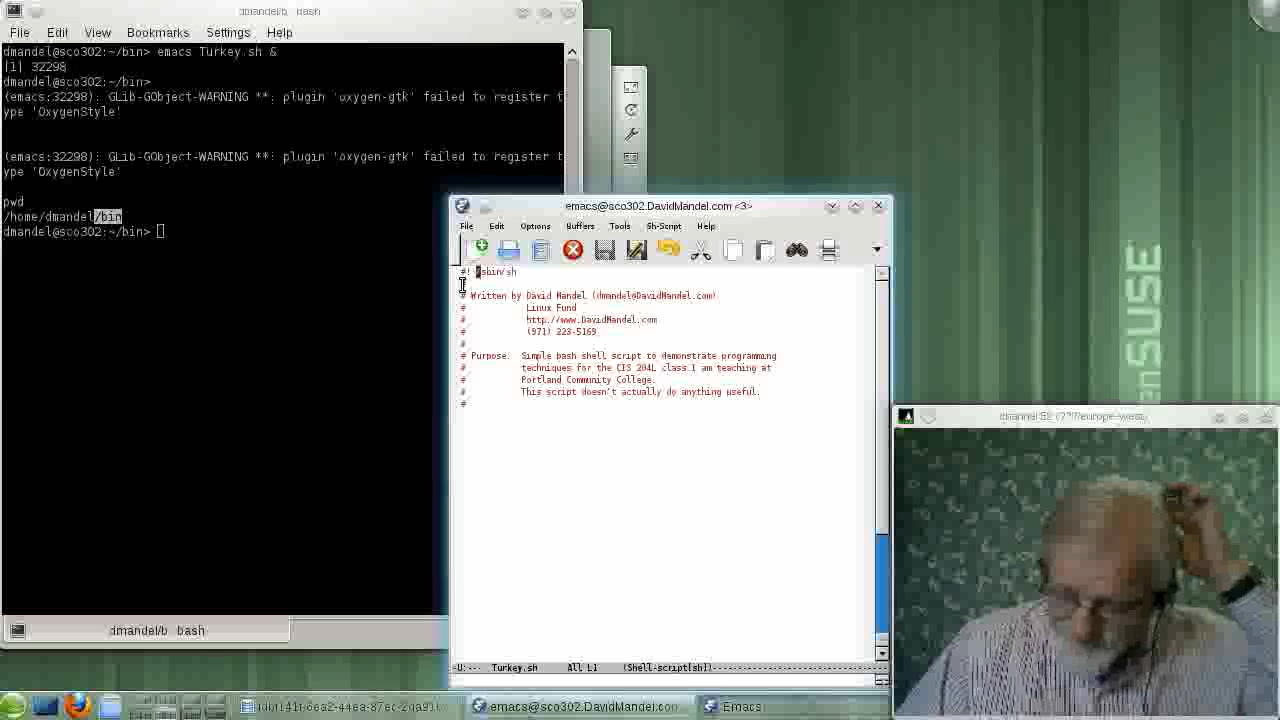 dmandel/b bash
File Edit View Bookmarks Settings Help
dmandel@sco302:~/bin> emacs Turkey.sh &
[1] 32298
dmandel@sco302:~/bin>
(emacs:32298): GLib-GObject-WARNING **: plugin 'oxygen-gtk' failed to register t
ype 'OxygenStyle'
(emacs:32298): GLib-GObject-WARNING **: plugin 'oxygen-gtk' failed to register t
ype 'OxygenStyle'
pwd
/home/dmandel/bin
dmandel@sco302:~/bin>
dmandel/b bash
emacs@sco302.DavidMandel.com <3>
File Edit Options Buffers Tools Sh-Script Help
#! /sbin/sh
#
# Written by David Mandel (dmandel@DavidMandel.com)
# Linux Fund
# http://www.DavidMandel.com
# (971) 223-5169
#
# Purpose: Simple bash shell script to demonstrate programming
# techniques for the CIS 204L class I am teaching at
# Portland Community College.
# This script doesn't actually do anything useful.
#
-U:--- Turkey.sh All L1 (Shell-script[sh])
enSUSE
emacs@sco302.DavidMandel.com
Emacs